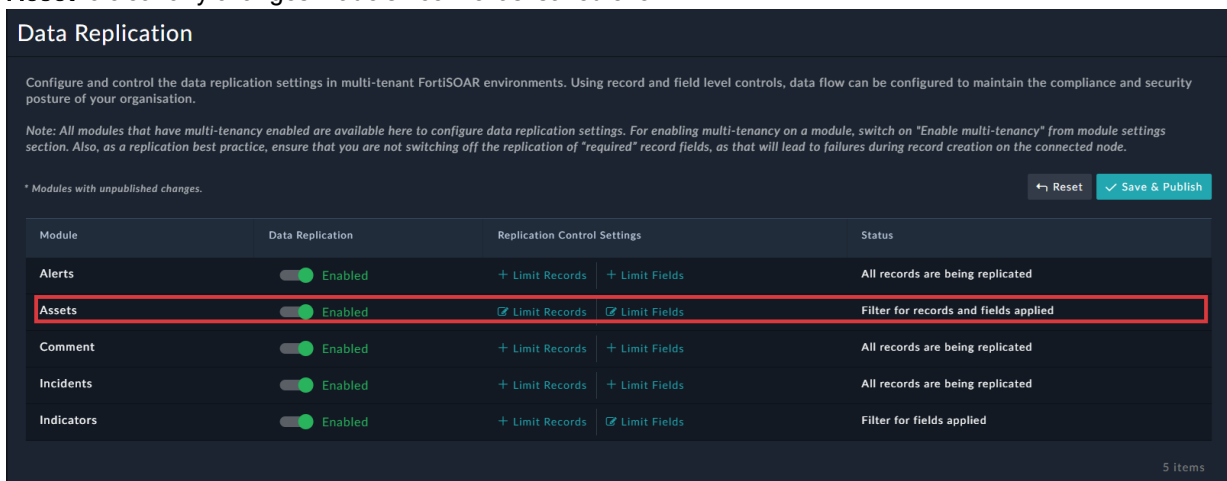 Data Replication
Configure and control the data replication settings in multi-tenant FortiSOAR environments. Using record and field level controls, data flow can be configured to maintain the compliance and security
posture of your organisation.
Note: All modules that have multi-tenancy enabled are available here to configure data replication settings. For enabling multi-tenancy on a module, switch on "Enable multi-tenancy" from module settings
section. Also, as a replication best practice, ensure that you are not switching off the replication of "required" record fields, as that will lead to failures during record creation on the connected node.
* Modules with unpublished changes.
Reset Save & Publish
Module Data Replication Replication Control Settings Status
Alerts Enabled + Limit Records + Limit Fields All records are being replicated
Assets Enabled Limit Records Limit Fields Filter for records and fields applied
Comment Enabled + Limit Records + Limit Fields All records are being replicated
Incidents Enabled + Limit Records + Limit Fields All records are being replicated
Indicators Enabled + Limit Records Limit Fields Filter for fields applied
5 items